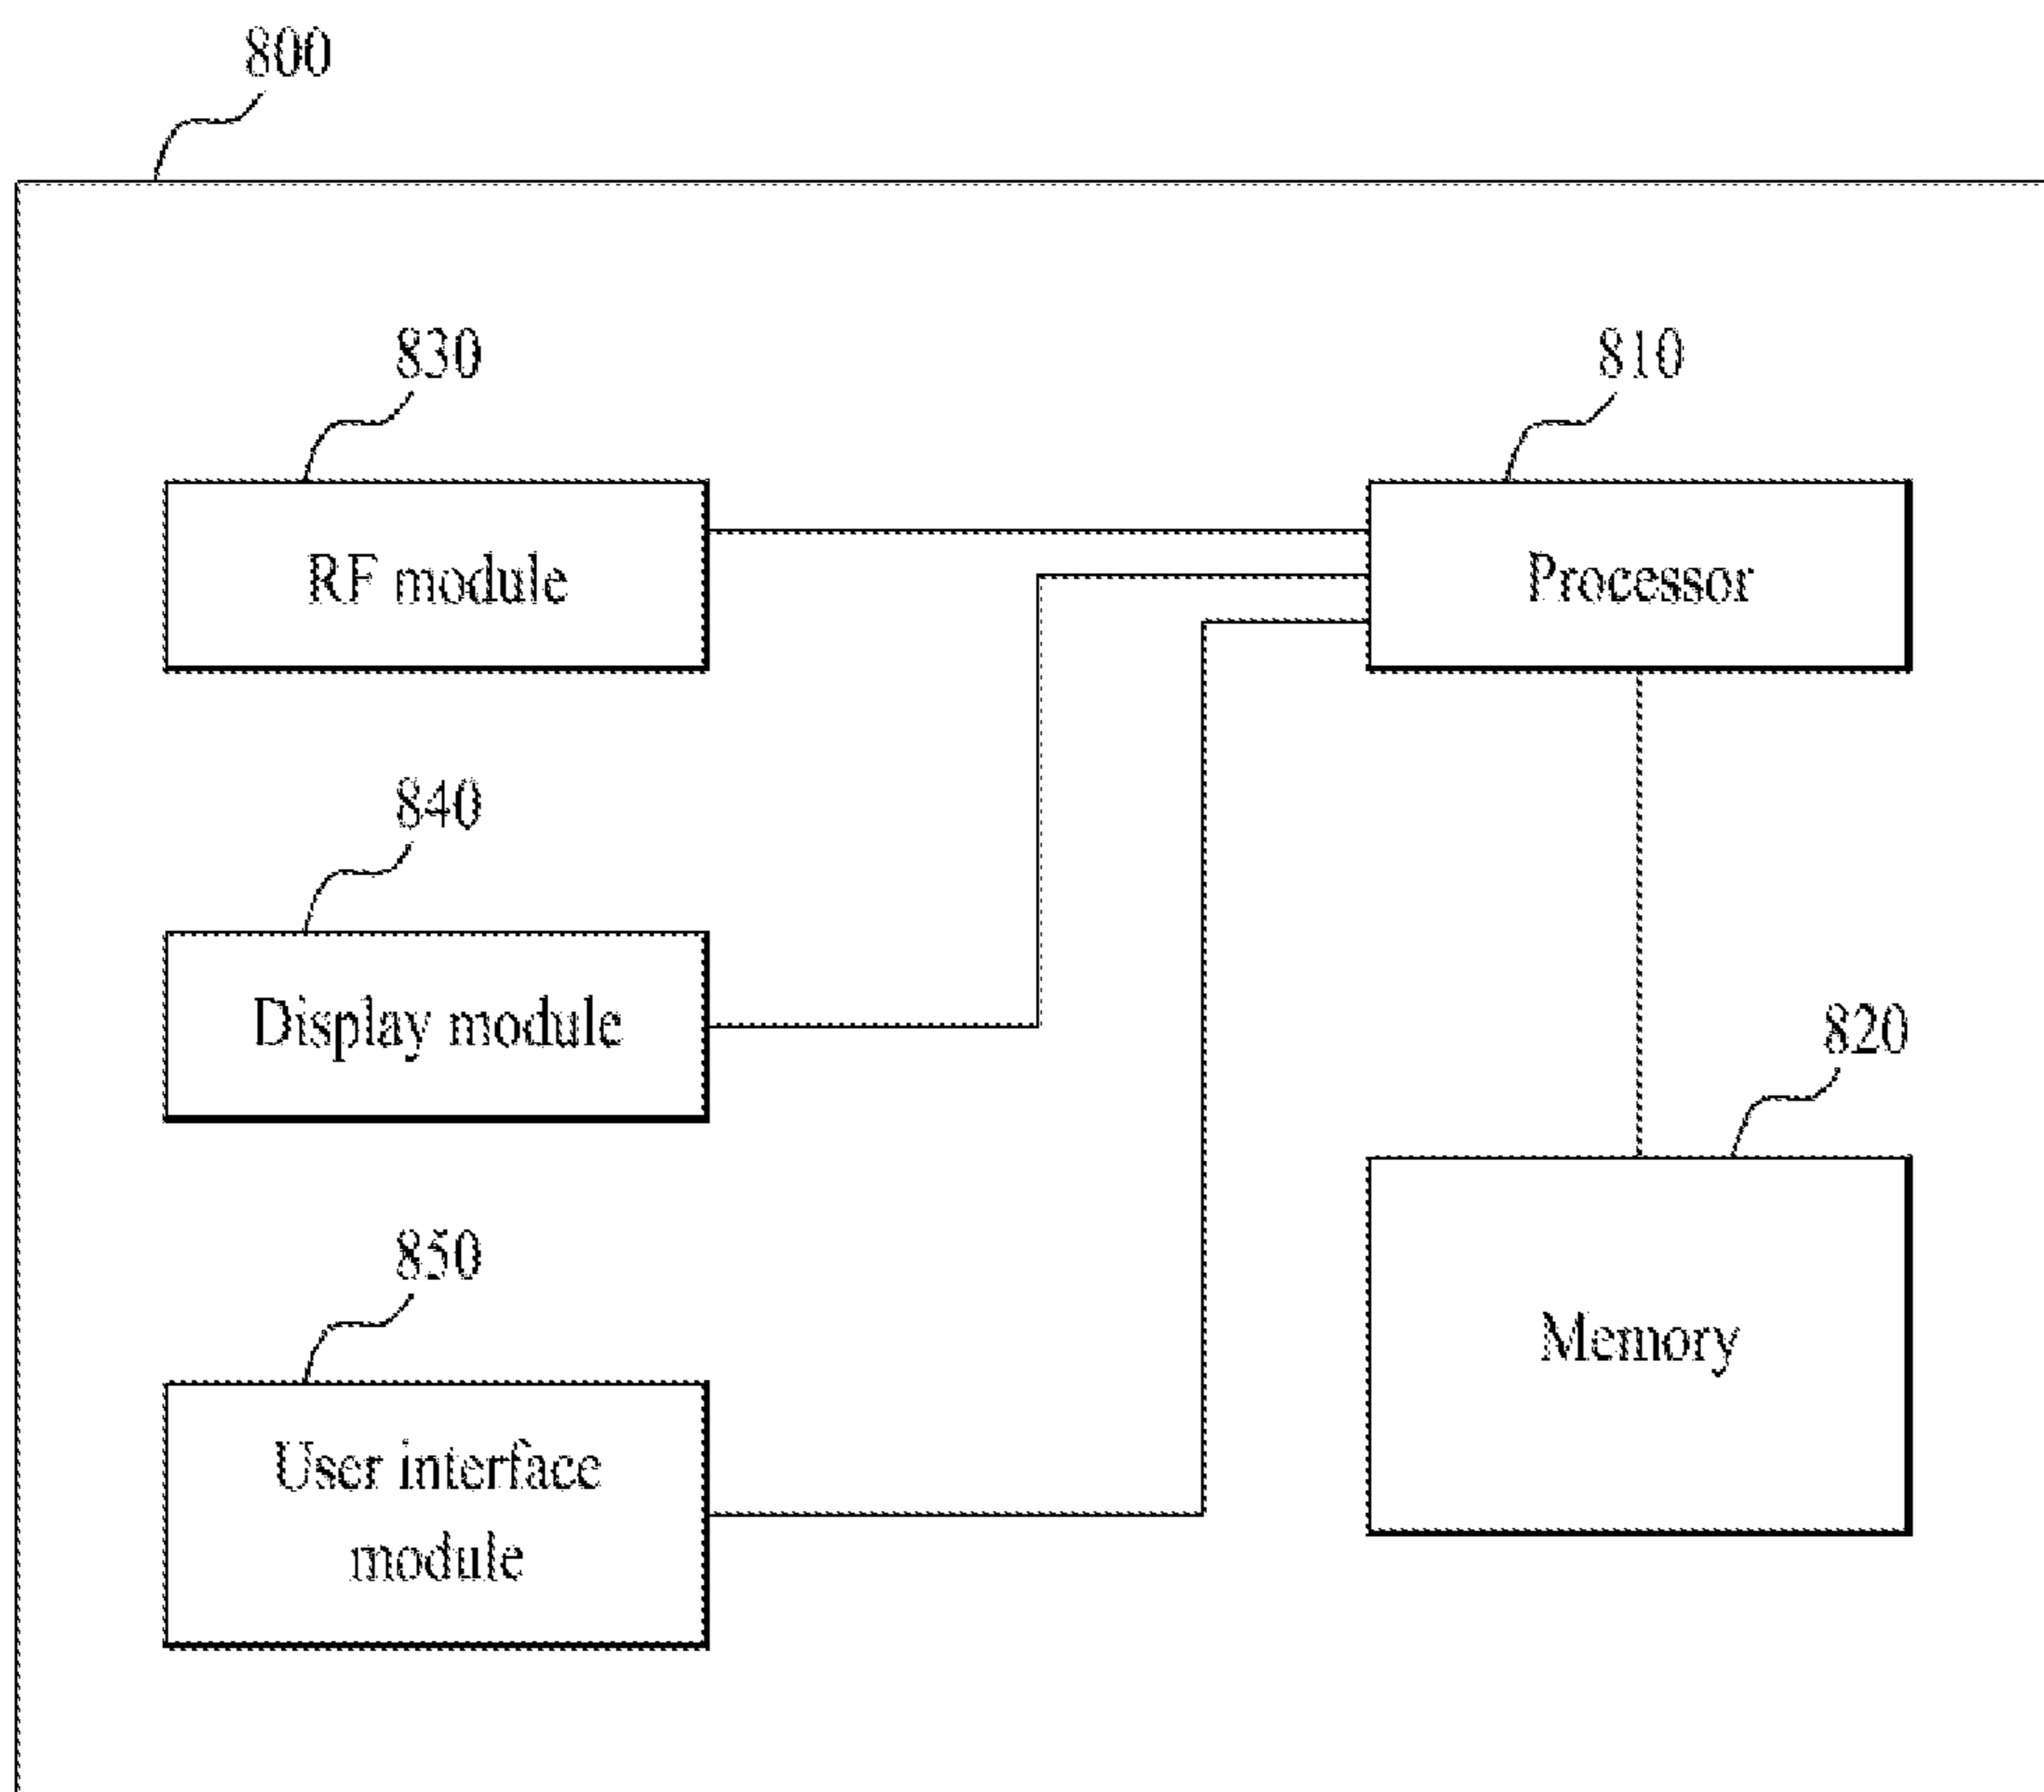 800
830
810
RF module
Processor
840
Display module
820
850
Memory
User interface
module